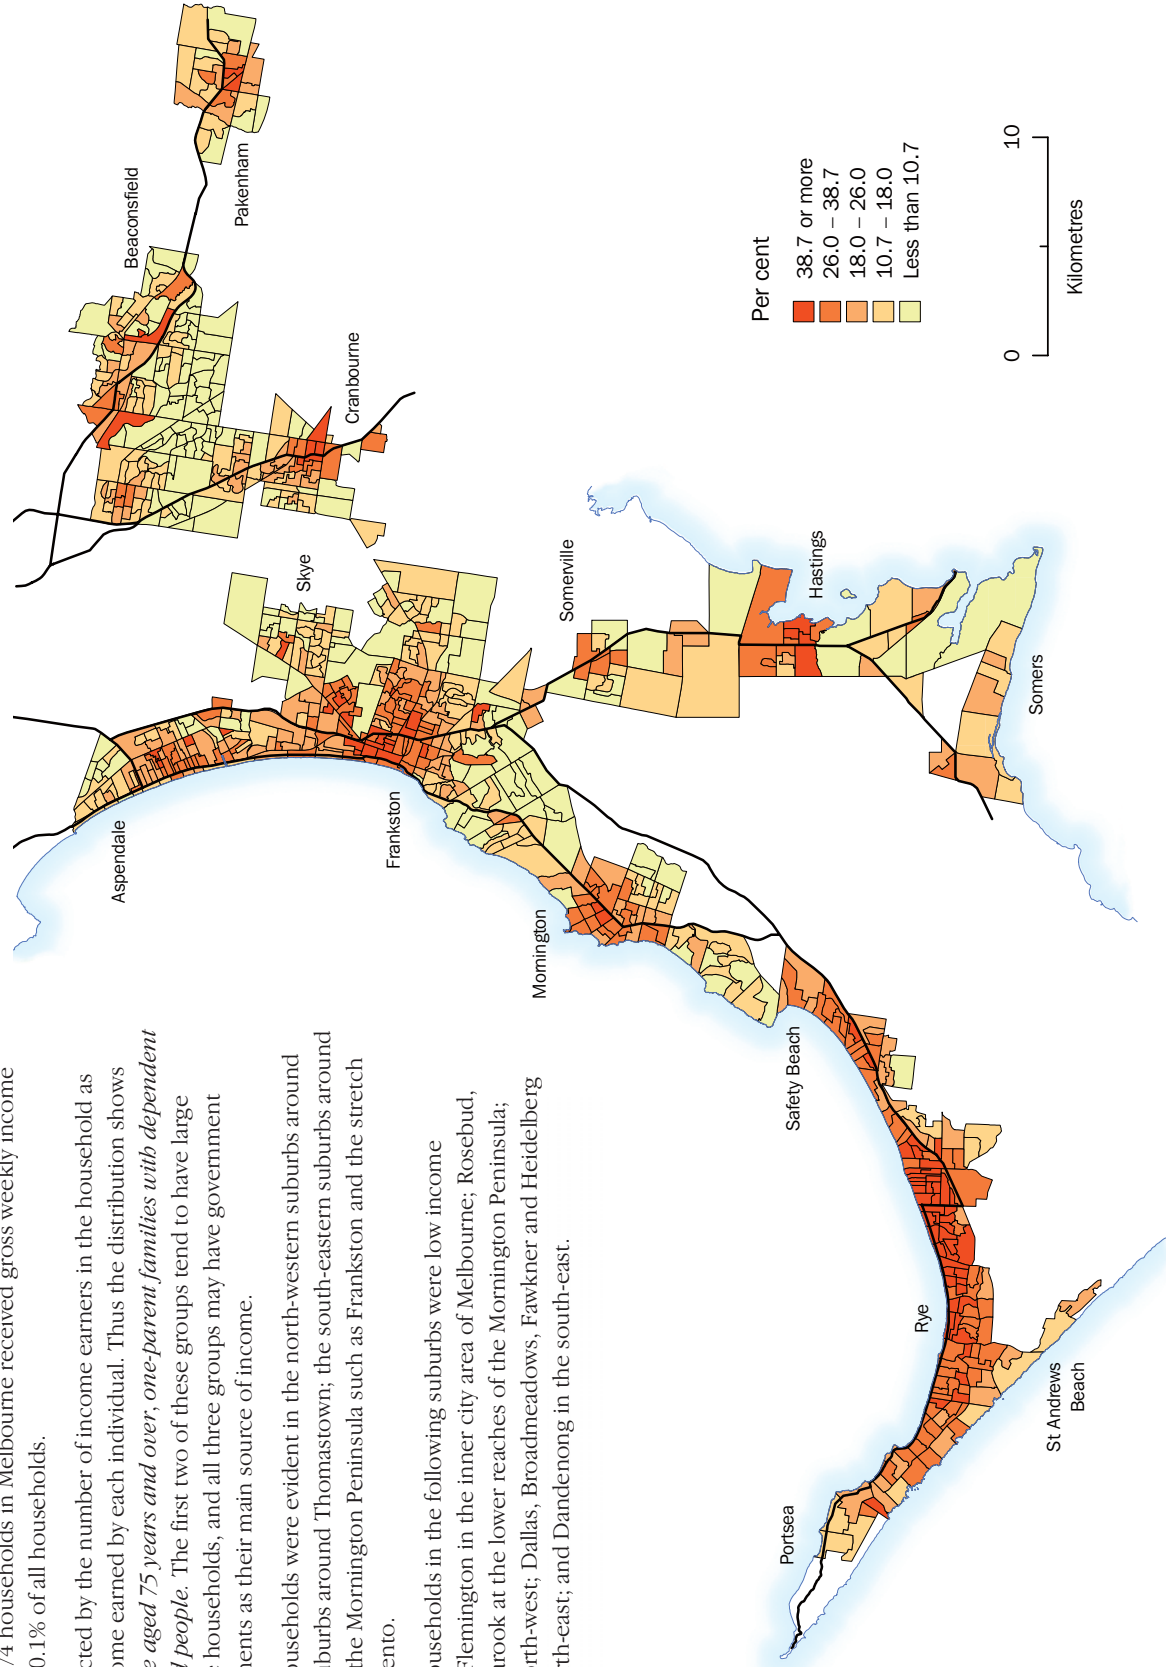 74 households in Melbourne received gross weekly income
0.1% of all households.
cted by the number of income earners in the household as
ome earned by each individual. Thus the distribution shows
e aged 75 years and over, one-parent families with dependent
d people. The first two of these groups tend to have large
households, and all three groups may have government
ents as their main source of income.
ouseholds were evident in the north-western suburbs around
uburbs around Thomastown; the south-eastern suburbs around
the Mornington Peninsula such as Frankston and the stretch
ento.
ouseholds in the following suburbs were low income
Flemington in the inner city area of Melbourne; Rosebud,
rook at the lower reaches of the Mornington Peninsula;
rth-west; Dallas, Broadmeadows, Fawkner and Heidelberg
rth-east; and Dandenong in the south-east.
Aspendale
Frankston
Mornington
Safety Beach
Rye
St Andrews
Beach
Portsea
Skye
Somerville
Hastings
Somers
Beaconsfield
Pakenham
Cranbourne
Per cent
38.7 or more
26.0 – 38.7
18.0 – 26.0
10.7 – 18.0
Less than 10.7
0 10
Kilometres